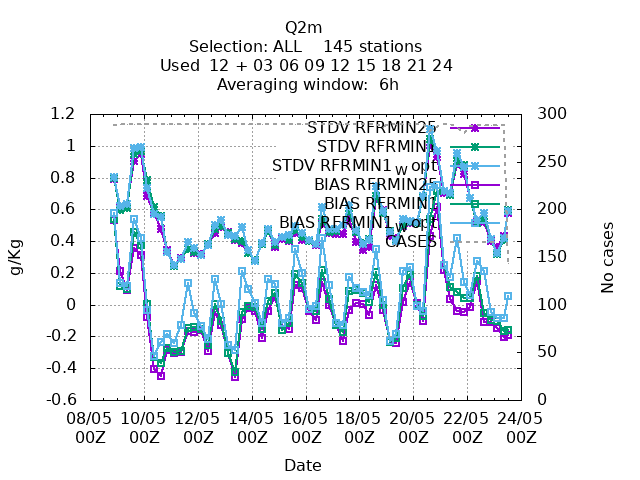 Q2m
Selection: ALL    145 stations
Used  12 + 03 06 09 12 15 18 21 24
Averaging window:  6h
STDV RFRMIN25
STDV RFRMIN1
STDV RFRMIN1_wopt
BIAS RFRMIN25
BIAS RFRMIN1
BIAS RFRMIN1_wopt
CASES
1.2
1
0.8
0.6
0.4
0.2
0
-0.2
-0.4
-0.6
g/Kg
300
250
200
150
100
50
0
No cases
08/05 10/05 12/05 14/05 16/05 18/05 20/05 22/05 24/05
00Z 00Z 00Z 00Z 00Z 00Z 00Z 00Z 00Z
Date